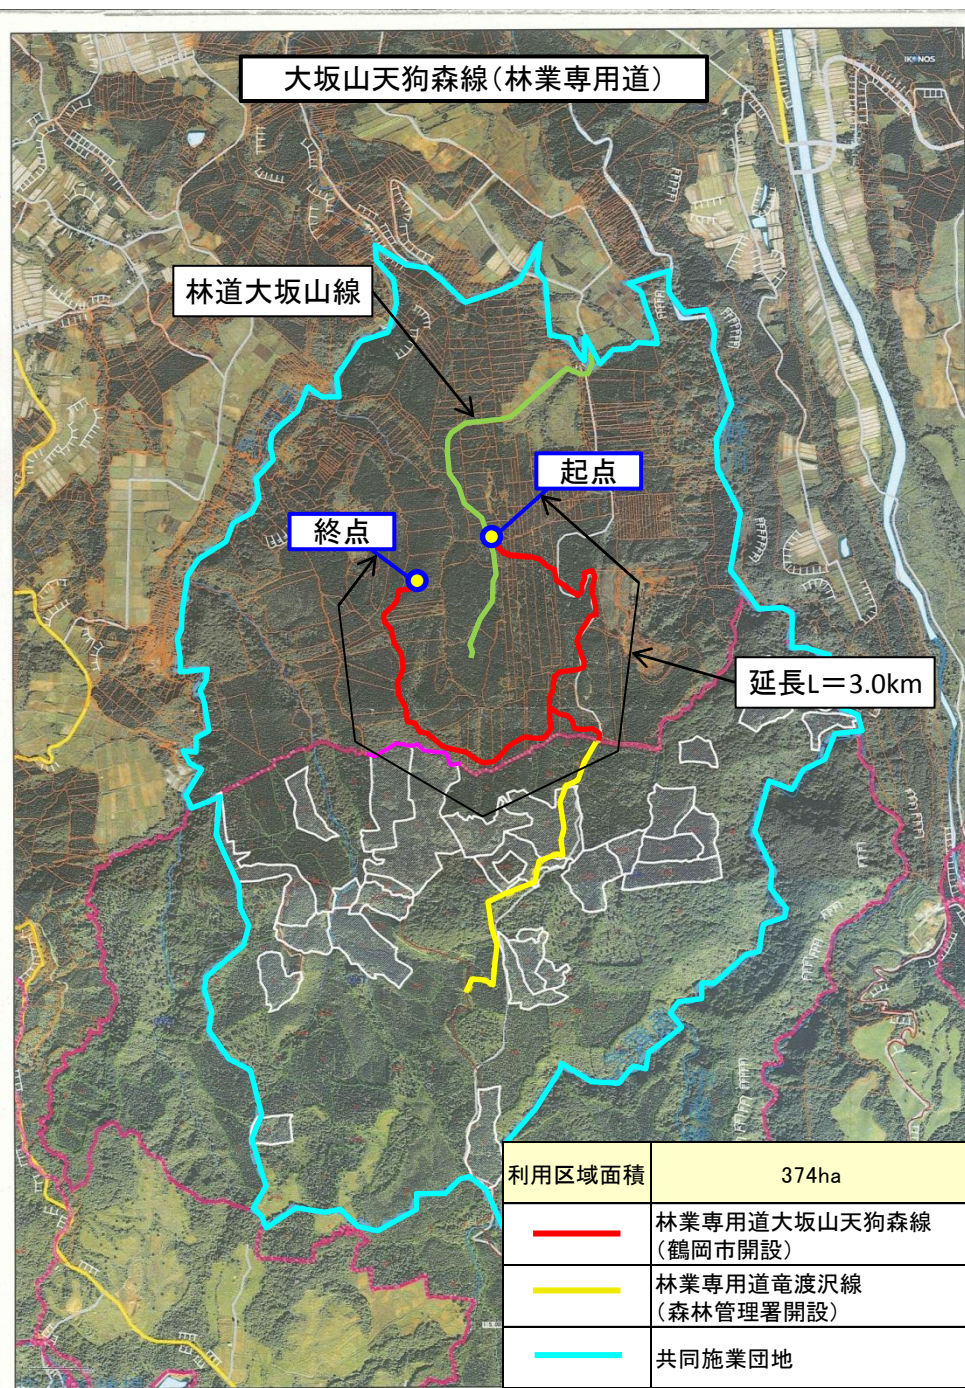 IKONOS
大坂山天狗森線(林業専用道)
林道大坂山線
起点
終点
延長L=3.0km
利用区域面積 374ha
林業専用道大坂山天狗森線
(鶴岡市開設)
林業専用道竜渡沢線
(森林管理署開設)
共同施業団地